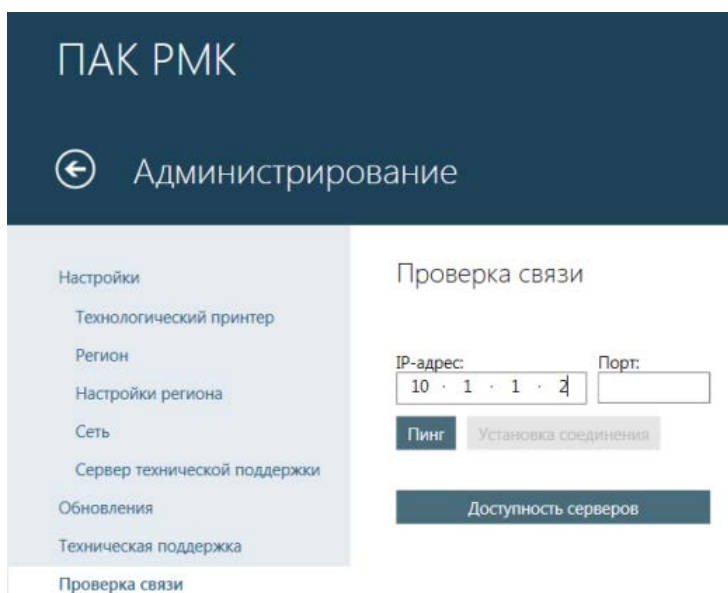 ПАК РМК
Администрирование
Настройки
Технологический принтер
Регион
Настройки региона
Сеть
Сервер технической поддержки
Обновления
Техническая поддержка
Проверка связи
Проверка связи
IP-адрес: Порт:
10 . 1 . 1 . 2
Пинг Установка соединения
Доступность серверов